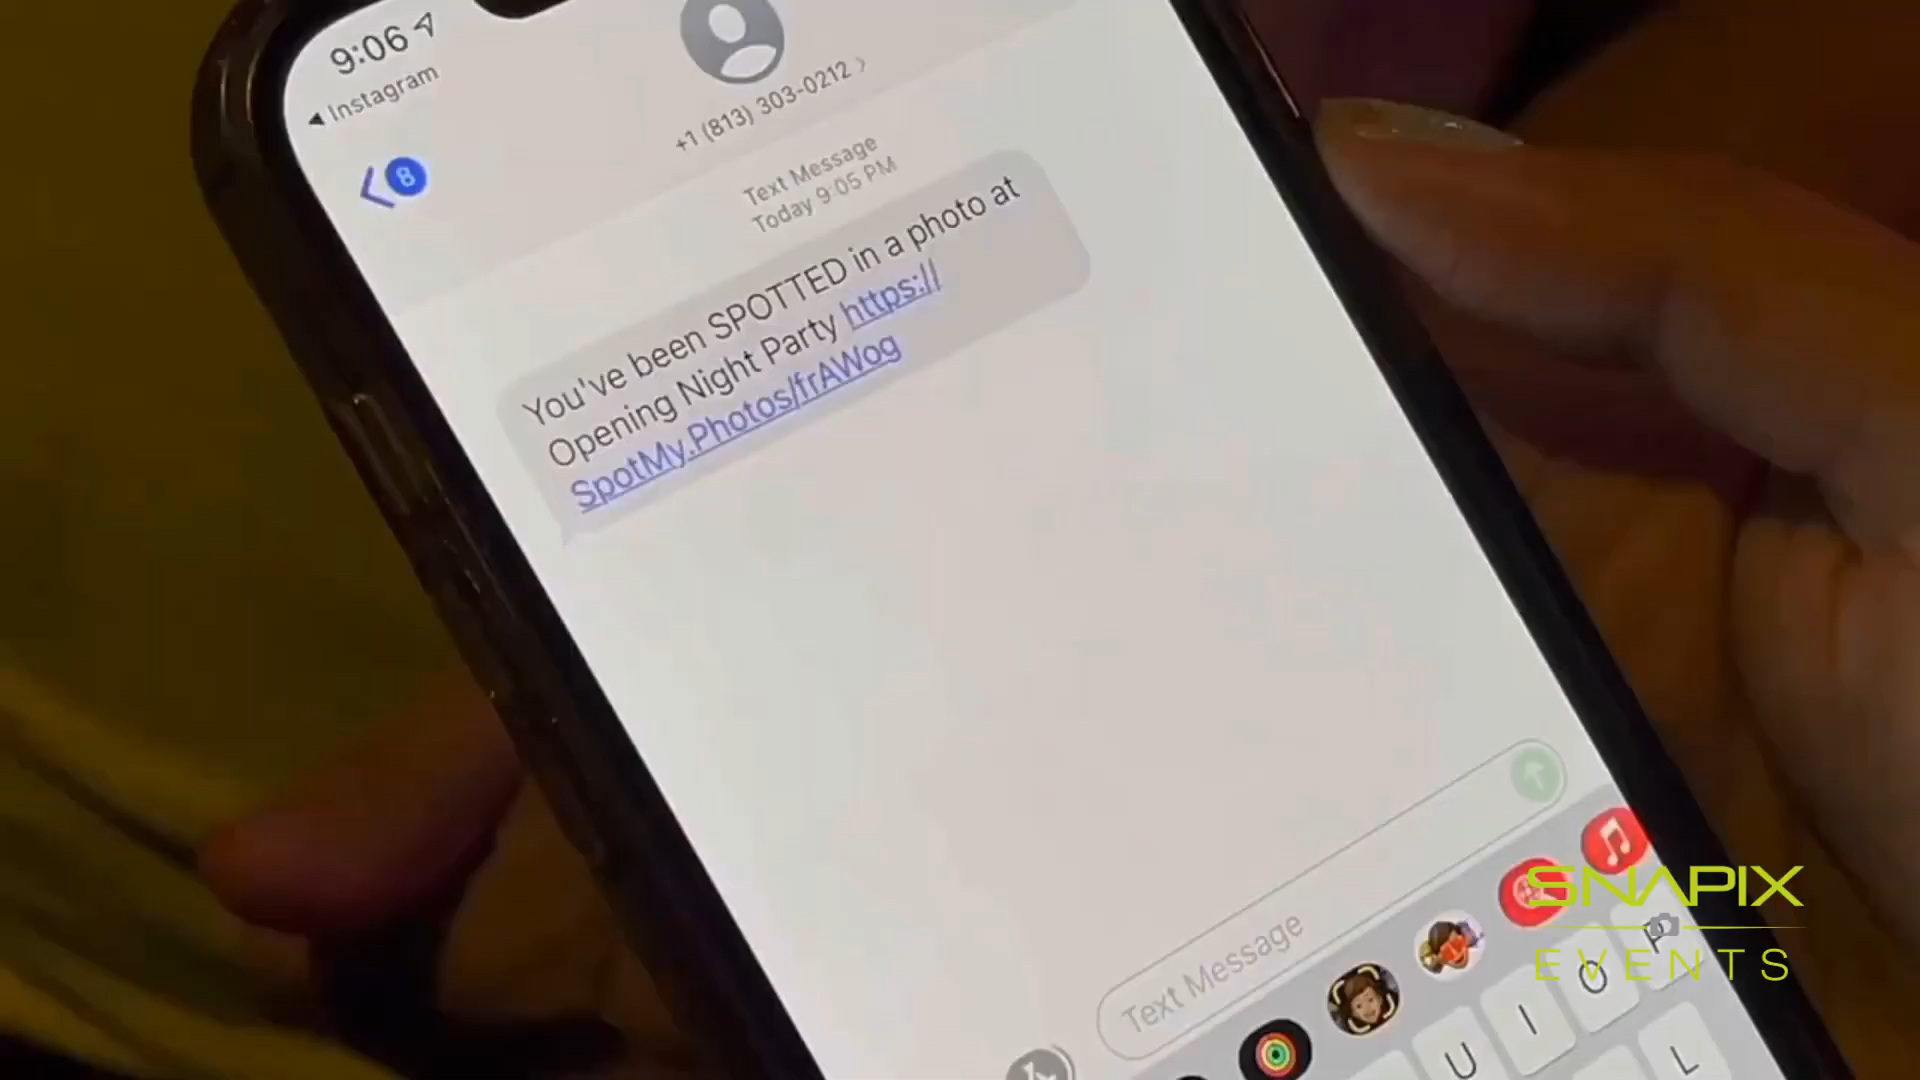 9:06
Instagram
8
+1 (813) 303-0212
Text Message
Today 9:05 PM
You've been SPOTTED in a photo at
Opening Night Party https://
SpotMy.Photos/frAWog
Text Message
U I O P
L
SNAPIX
EVENTS